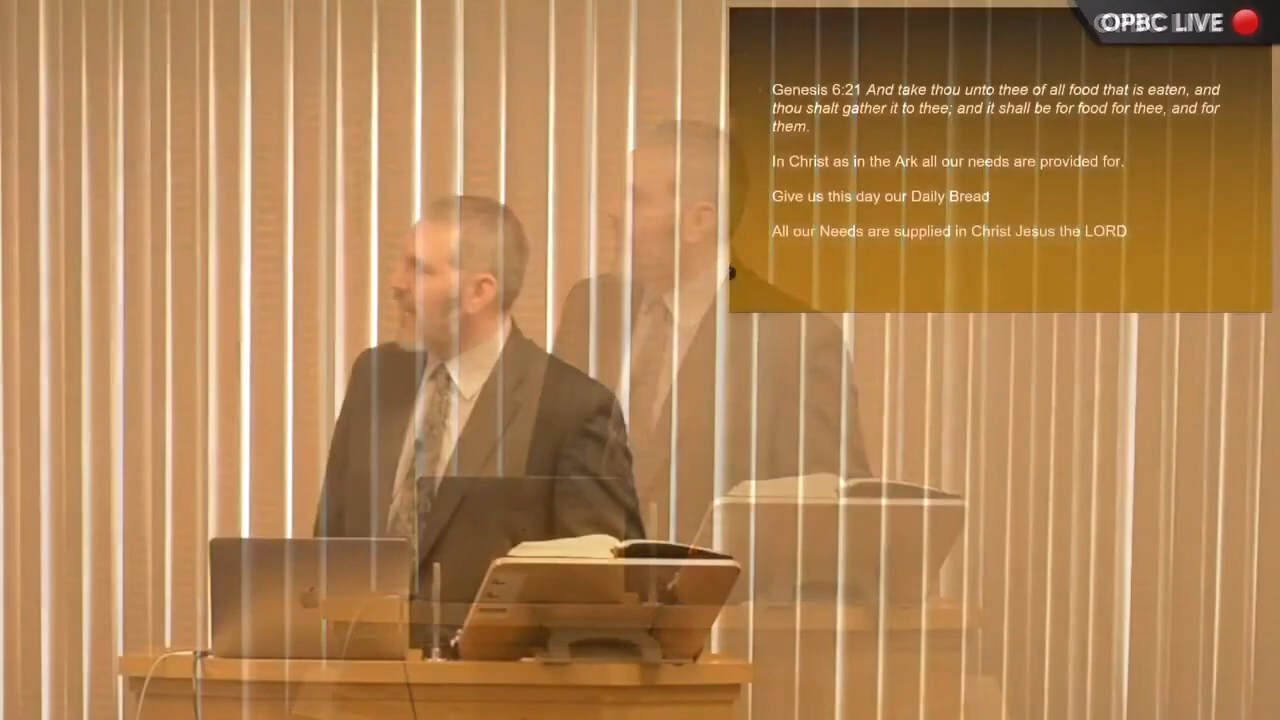 OPBC LIVE
Genesis 6:21 And take thou unto thee of all food that is eaten, and
thou shalt gather it to thee; and it shall be for food for thee, and for
them.
In Christ as in the Ark all our needs are provided for.
Give us this day our Daily Bread
All our Needs are supplied in Christ Jesus the LORD